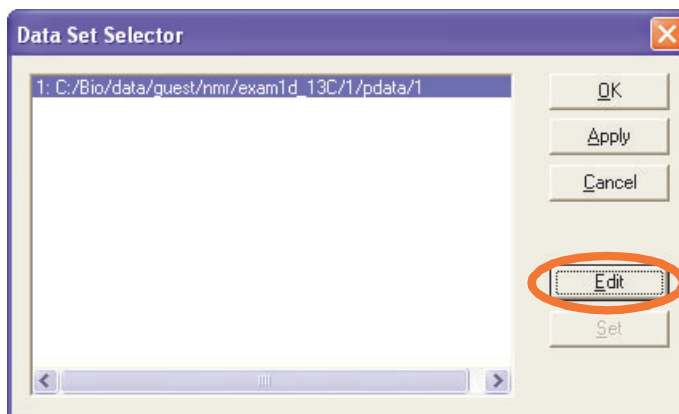 Data Set Selector
1: C:/Bio/data/guest/nmr/exam1d_13C/1/pdata/1
OK
Apply
Cancel
Edit
Set